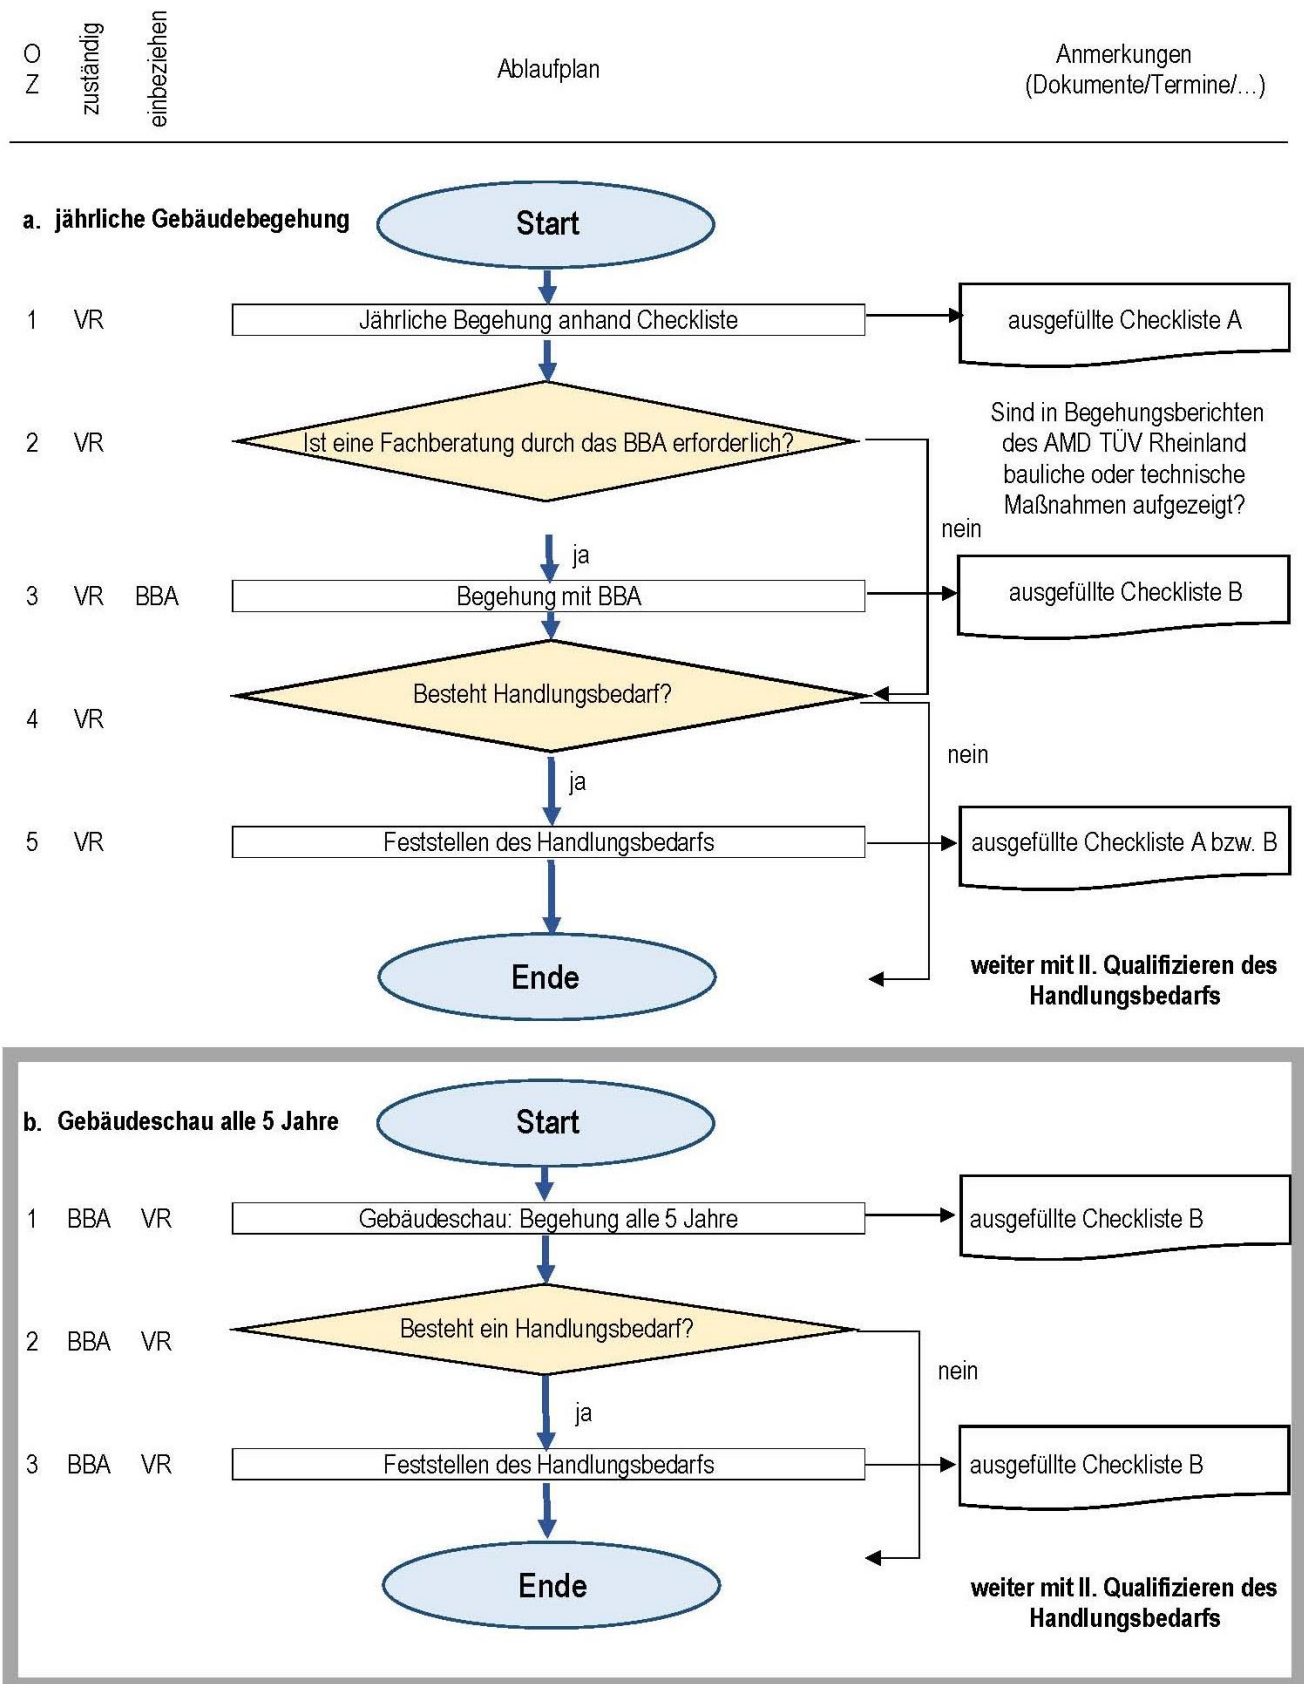 O
Z
zuständig
einbeziehen
Ablaufplan
Anmerkungen
(Dokumente/Termine/…)
a. jährliche Gebäudebegehung
Start
1 VR
Jährliche Begehung anhand Checkliste
ausgefüllte Checkliste A
2 VR
Ist eine Fachberatung durch das BBA erforderlich?
Sind in Begehungsberichten
des AMD TÜV Rheinland
bauliche oder technische
Maßnahmen aufgezeigt?
nein
ja
3 VR BBA
Begehung mit BBA
ausgefüllte Checkliste B
4 VR
Besteht Handlungsbedarf?
nein
ja
5 VR
Feststellen des Handlungsbedarfs
ausgefüllte Checkliste A bzw. B
Ende
weiter mit II. Qualifizieren des
Handlungsbedarfs
b. Gebäudeschau alle 5 Jahre
Start
1 BBA VR
Gebäudeschau: Begehung alle 5 Jahre
ausgefüllte Checkliste B
2 BBA VR
Besteht ein Handlungsbedarf?
nein
ja
3 BBA VR
Feststellen des Handlungsbedarfs
ausgefüllte Checkliste B
Ende
weiter mit II. Qualifizieren des
Handlungsbedarfs